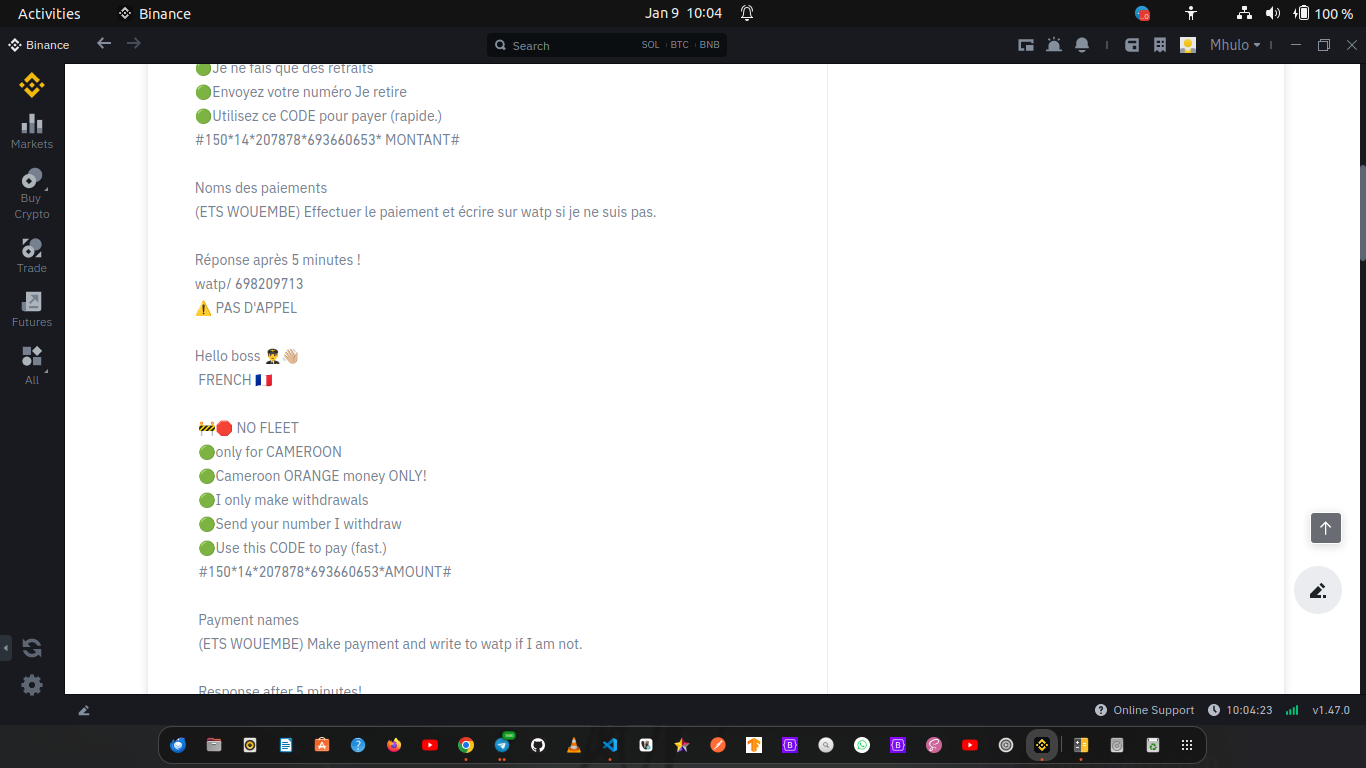 Activities
Binance
Jan 9 10:04
100 %
Binance
Search
SOL
BTC
BNB
Mhulo
Markets
Buy
Crypto
Trade
Futures
All
🟢Je ne fais que des retraits
🟢Envoyez votre numéro Je retire
🟢Utilisez ce CODE pour payer (rapide.)
#150*14*207878*693660653* MONTANT#
Noms des paiements
(ETS WOUEMBE) Effectuer le paiement et écrire sur watp si je ne suis pas.
Réponse après 5 minutes !
watp/ 698209713
⚠️ PAS D'APPEL
Hello boss 👨‍✈️👋🏼
FRENCH 🇫🇷
🚧🛑 NO FLEET
🟢only for CAMEROON
🟢Cameroon ORANGE money ONLY!
🟢I only make withdrawals
🟢Send your number I withdraw
🟢Use this CODE to pay (fast.)
#150*14*207878*693660653*AMOUNT#
Payment names
(ETS WOUEMBE) Make payment and write to watp if I am not.
Response after 5 minutes!
Online Support
10:04:23
v1.47.0